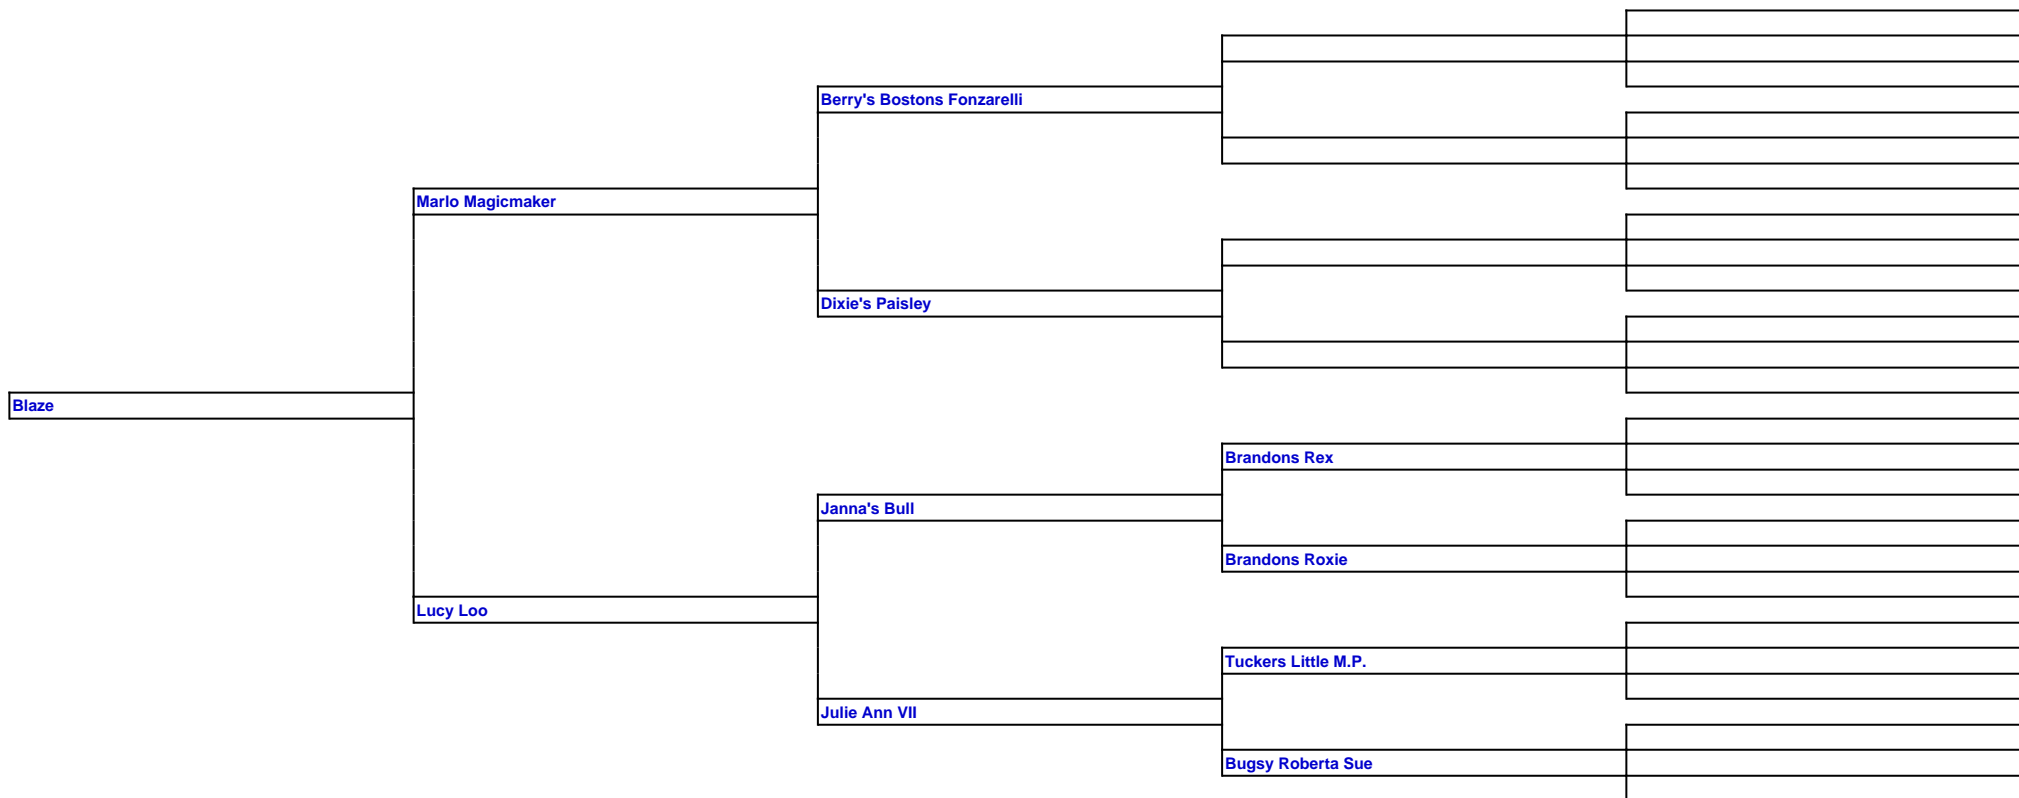 Berry's Bostons Fonzarelli
Marlo Magicmaker
Dixie's Paisley
Blaze
Brandons Rex
Janna's Bull
Brandons Roxie
Lucy Loo
Tuckers Little M.P.
Julie Ann VII
Bugsy Roberta Sue